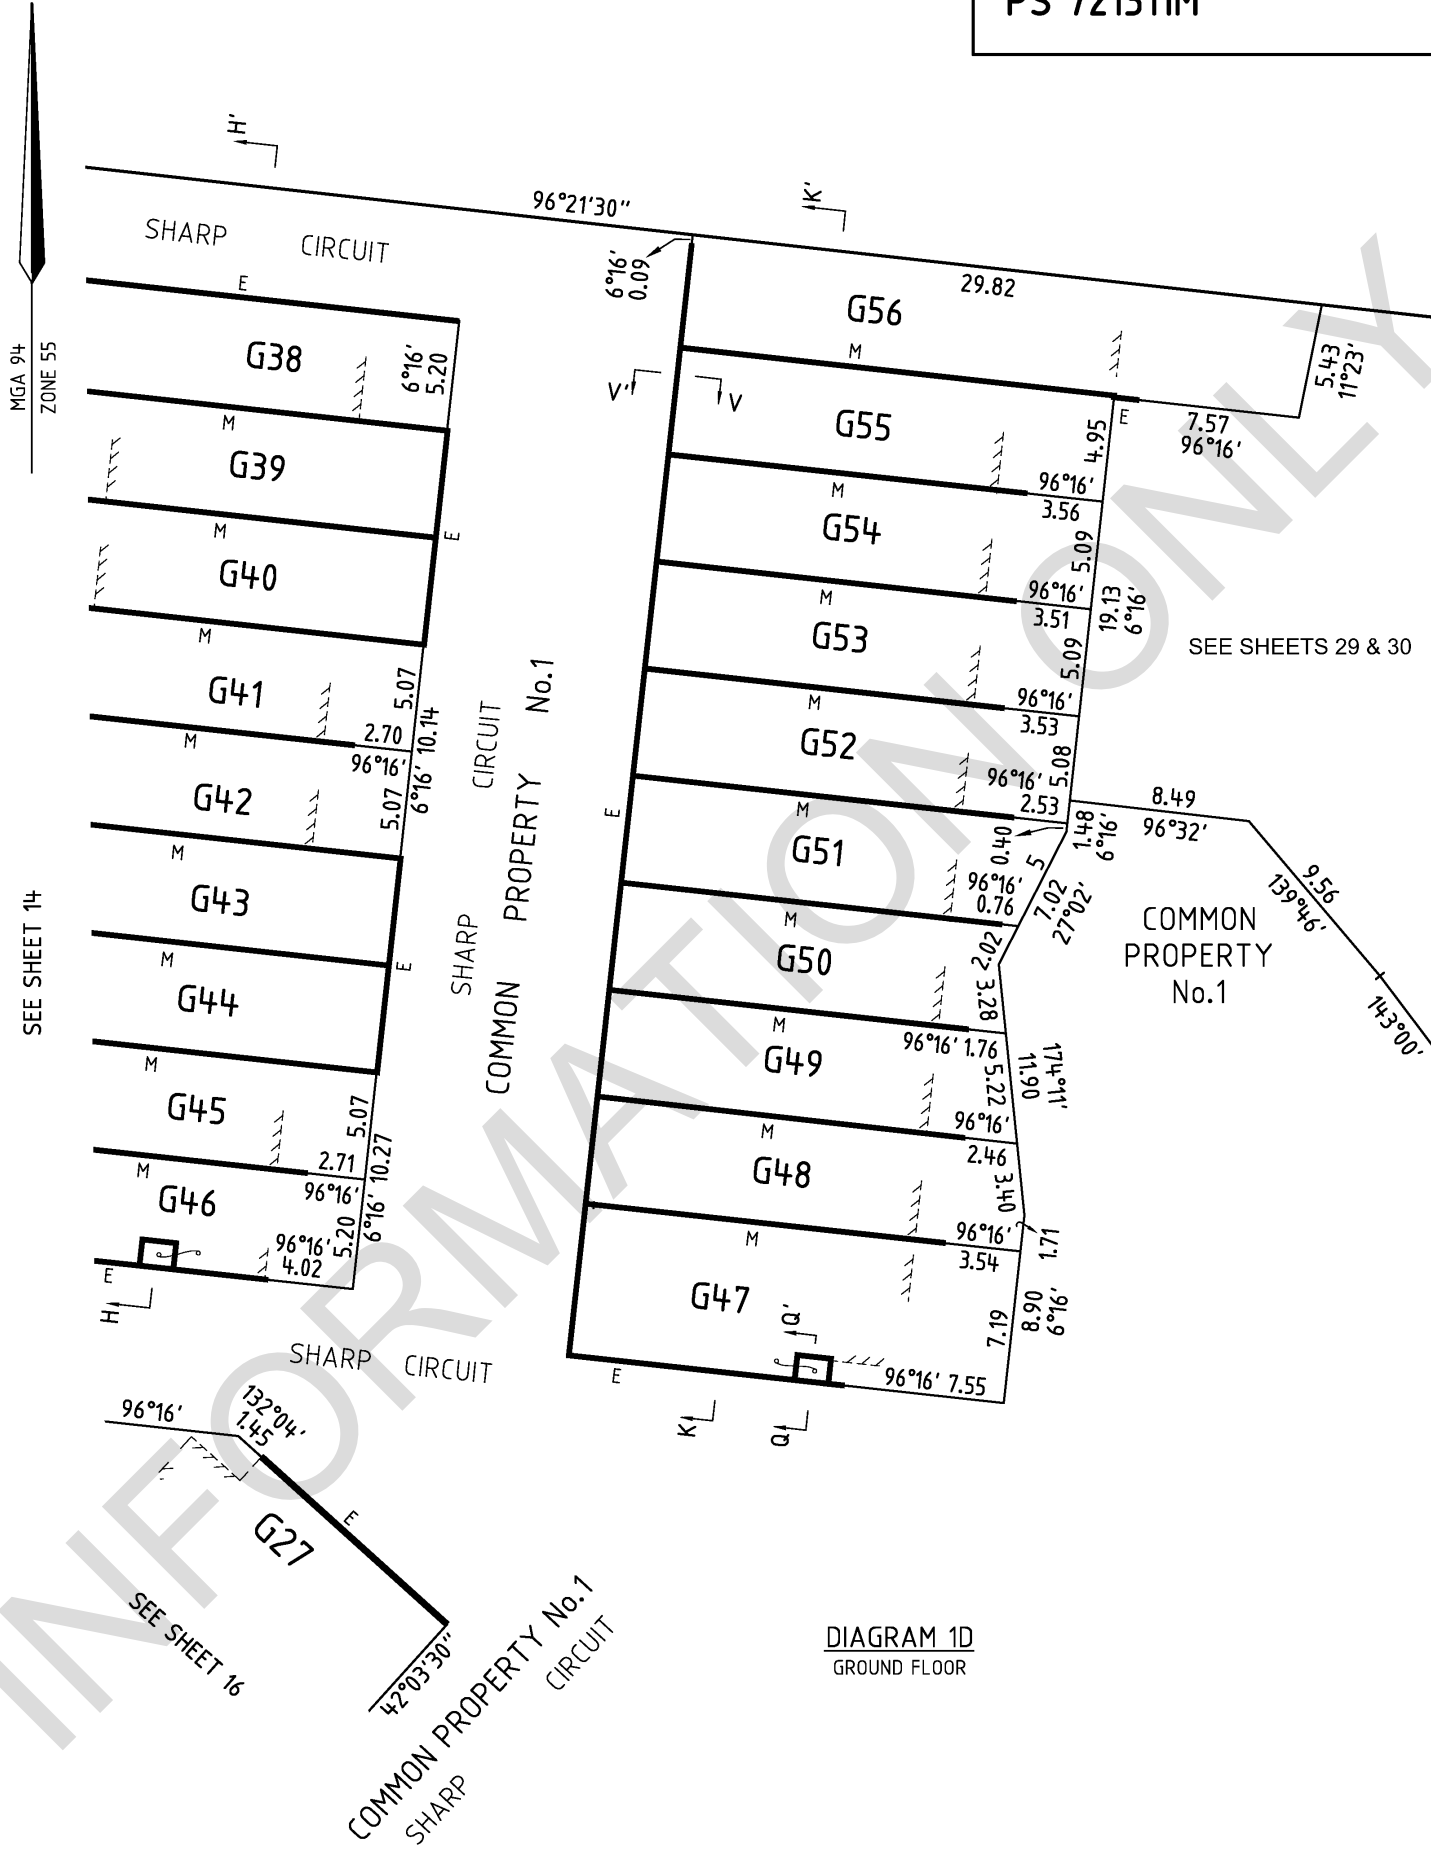 H'
96°21'30"
K'
SHARP CIRCUIT
6°16'
0.09
29.82
G56
E
M
MGA 94
ZONE 55
G38
6°16'
5.20
5.43
11°23'
V'
V
M
G55
E
7.57
96°16'
4.95
G39
96°16'
3.56
M
G54
5.09
M
E
G40
96°16'
3.51
M
19.13
6°16'
G53
M
SEE SHEETS 29 & 30
5.09
G41
5.07
96°16'
3.53
M
2.70
96°16'
10.14
6°16'
M
G52
5.08
G42
5.07
96°16'
2.53
M
8.49
96°32'
1.48
6°16'
0.40
M
G51
5
96°16'
0.76
7.02
27°02'
9.56
139°46'
SHARP CIRCUIT
COMMON PROPERTY No.1
E
G43
M
COMMON
PROPERTY
No.1
SEE SHEET 14
2.02
G50
M
E
3.28
G44
M
96°16' 1.76
143°00'
G49
5.22
174°11'
11.90
M
G45
5.07
96°16'
2.46
M
2.71
96°16'
10.27
6°16'
G48
3.40
M
G46
5.20
96°16'
4.02
96°16'
3.54
1.71
M
E
H
G47
Q'
7.19
8.90
6°16'
SHARP CIRCUIT
E
96°16' 7.55
K
Q
96°16'
132°04'
1.45
E
G27
SEE SHEET 16
42°03'30"
COMMON PROPERTY No.1
SHARP CIRCUIT
DIAGRAM 1D
GROUND FLOOR
INFORMATION ONLY